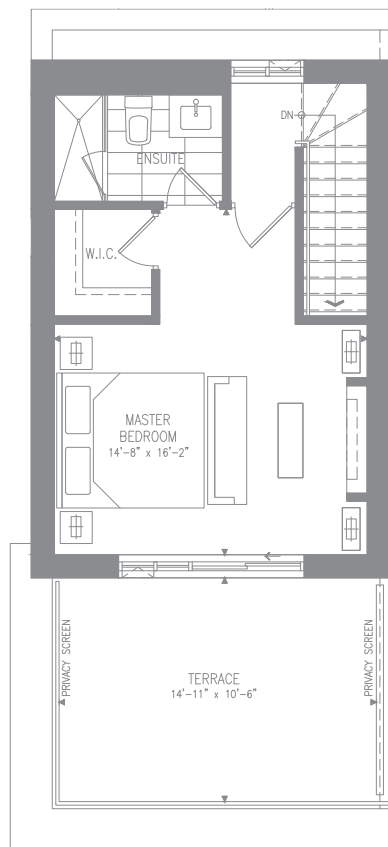 DN
ENSUITE
W.I.C.
MASTER
BEDROOM
14'-8" x 16'-2"
PRIVACY SCREEN
PRIVACY SCREEN
TERRACE
14'-11" x 10'-6"